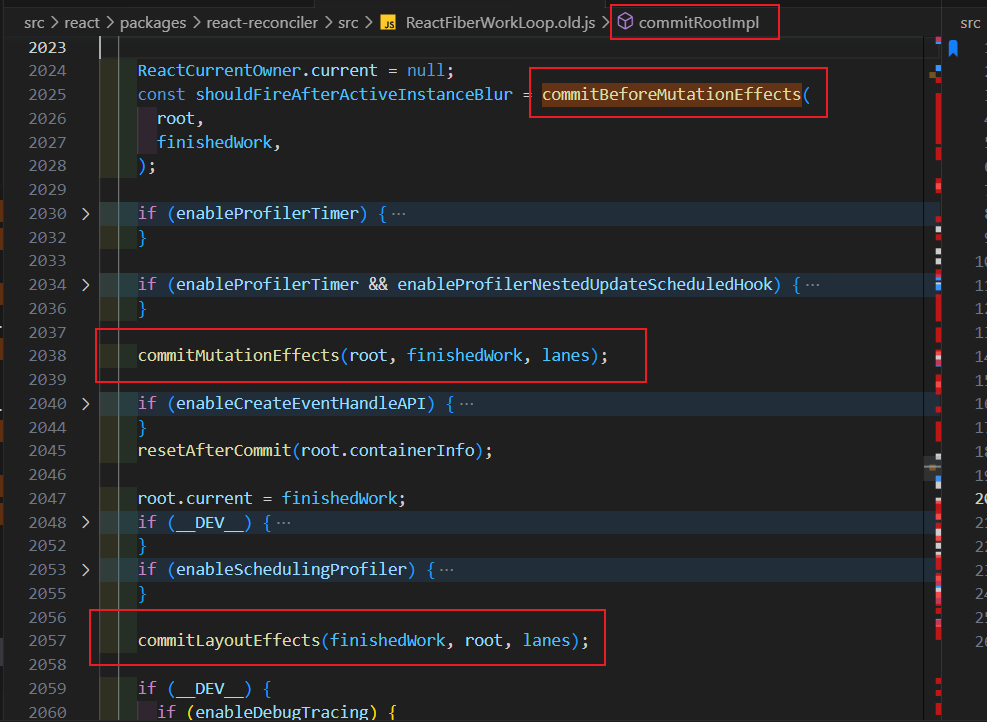 src > react > packages > react-reconciler > src > JS ReactFiberWorkLoop.old.js > commitRootImpl
src
2023
2024 ReactCurrentOwner.current = null;
2025 const shouldFireAfterActiveInstanceBlur = commitBeforeMutationEffects(
2026 root,
2027 finishedWork,
2028 );
2029
2030 > if (enableProfilerTimer) { ···
2032 }
2033
2034 > if (enableProfilerTimer && enableProfilerNestedUpdateScheduledHook) { ···
2036 }
2037
2038 commitMutationEffects(root, finishedWork, lanes);
2039
2040 > if (enableCreateEventHandleAPI) { ···
2044 }
2045 resetAfterCommit(root.containerInfo);
2046
2047 root.current = finishedWork;
2048 > if (__DEV__) { ···
2052 }
2053 > if (enableSchedulingProfiler) { ···
2055 }
2056
2057 commitLayoutEffects(finishedWork, root, lanes);
2058
2059 if (__DEV__) {
2060 if (enableDebugTracing) {